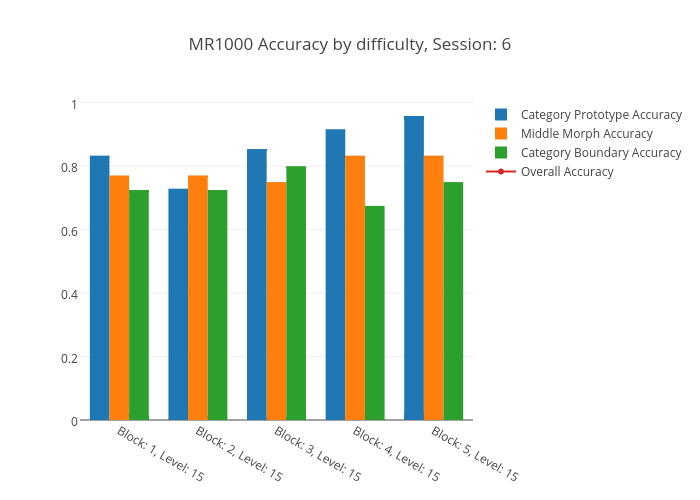 MR1000 Accuracy by difficulty, Session: 6
1
0.8
0.6
0.4
0.2
0
Category Prototype Accuracy
Middle Morph Accuracy
Category Boundary Accuracy
Overall Accuracy
Block: 1, Level: 15
Block: 2, Level: 15
Block: 3, Level: 15
Block: 4, Level: 15
Block: 5, Level: 15